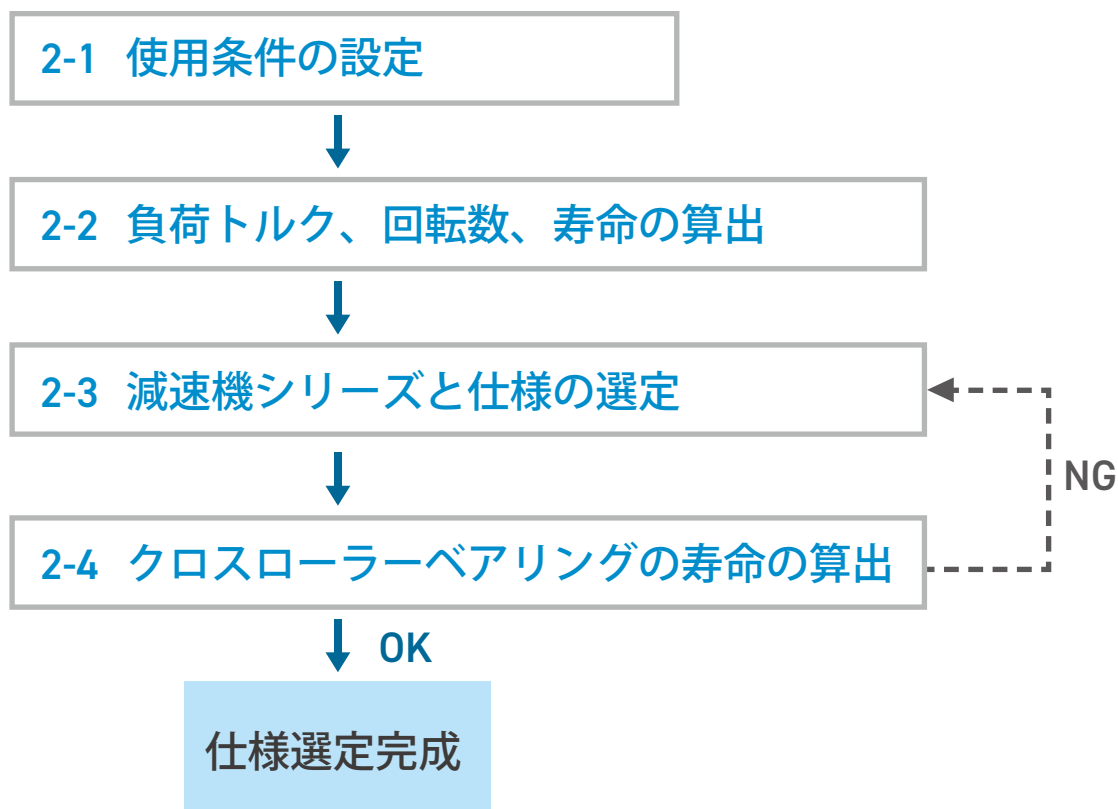 2-1 使用条件の設定
2-2 負荷トルク、回転数、寿命の算出
2-3 減速機シリーズと仕様の選定
NG
2-4 クロスローラーベアリングの寿命の算出
OK
仕様選定完成